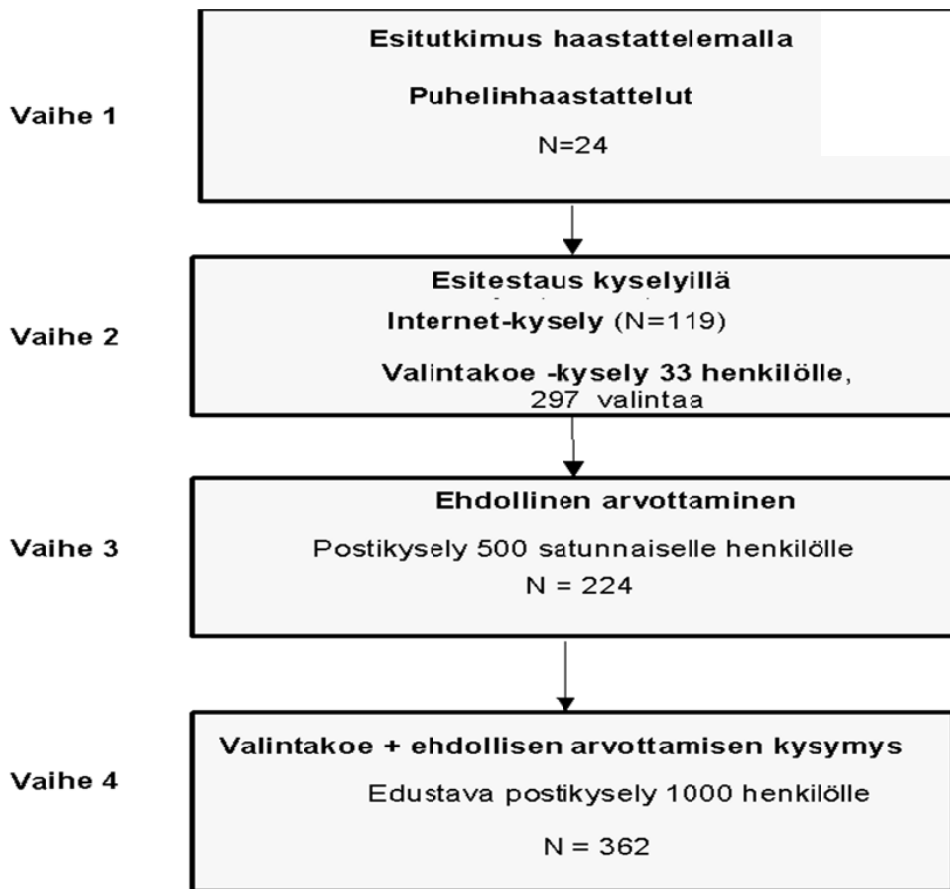 Esitutkimus haastattelemalla
Vaihe 1
Puhelinhaastattelut
N=24
Esitestaus kyselyillä
Vaihe 2
Internet-kysely (N=119)
Valintakoe -kysely 33 henkilölle,
297 valintaa
Ehdollinen arvottaminen
Vaihe 3
Postikysely 500 satunnaiselle henkilölle
N = 224
Valintakoe + ehdollisen arvottamisen kysymys
Vaihe 4
Edustava postikysely 1000 henkilölle
N = 362